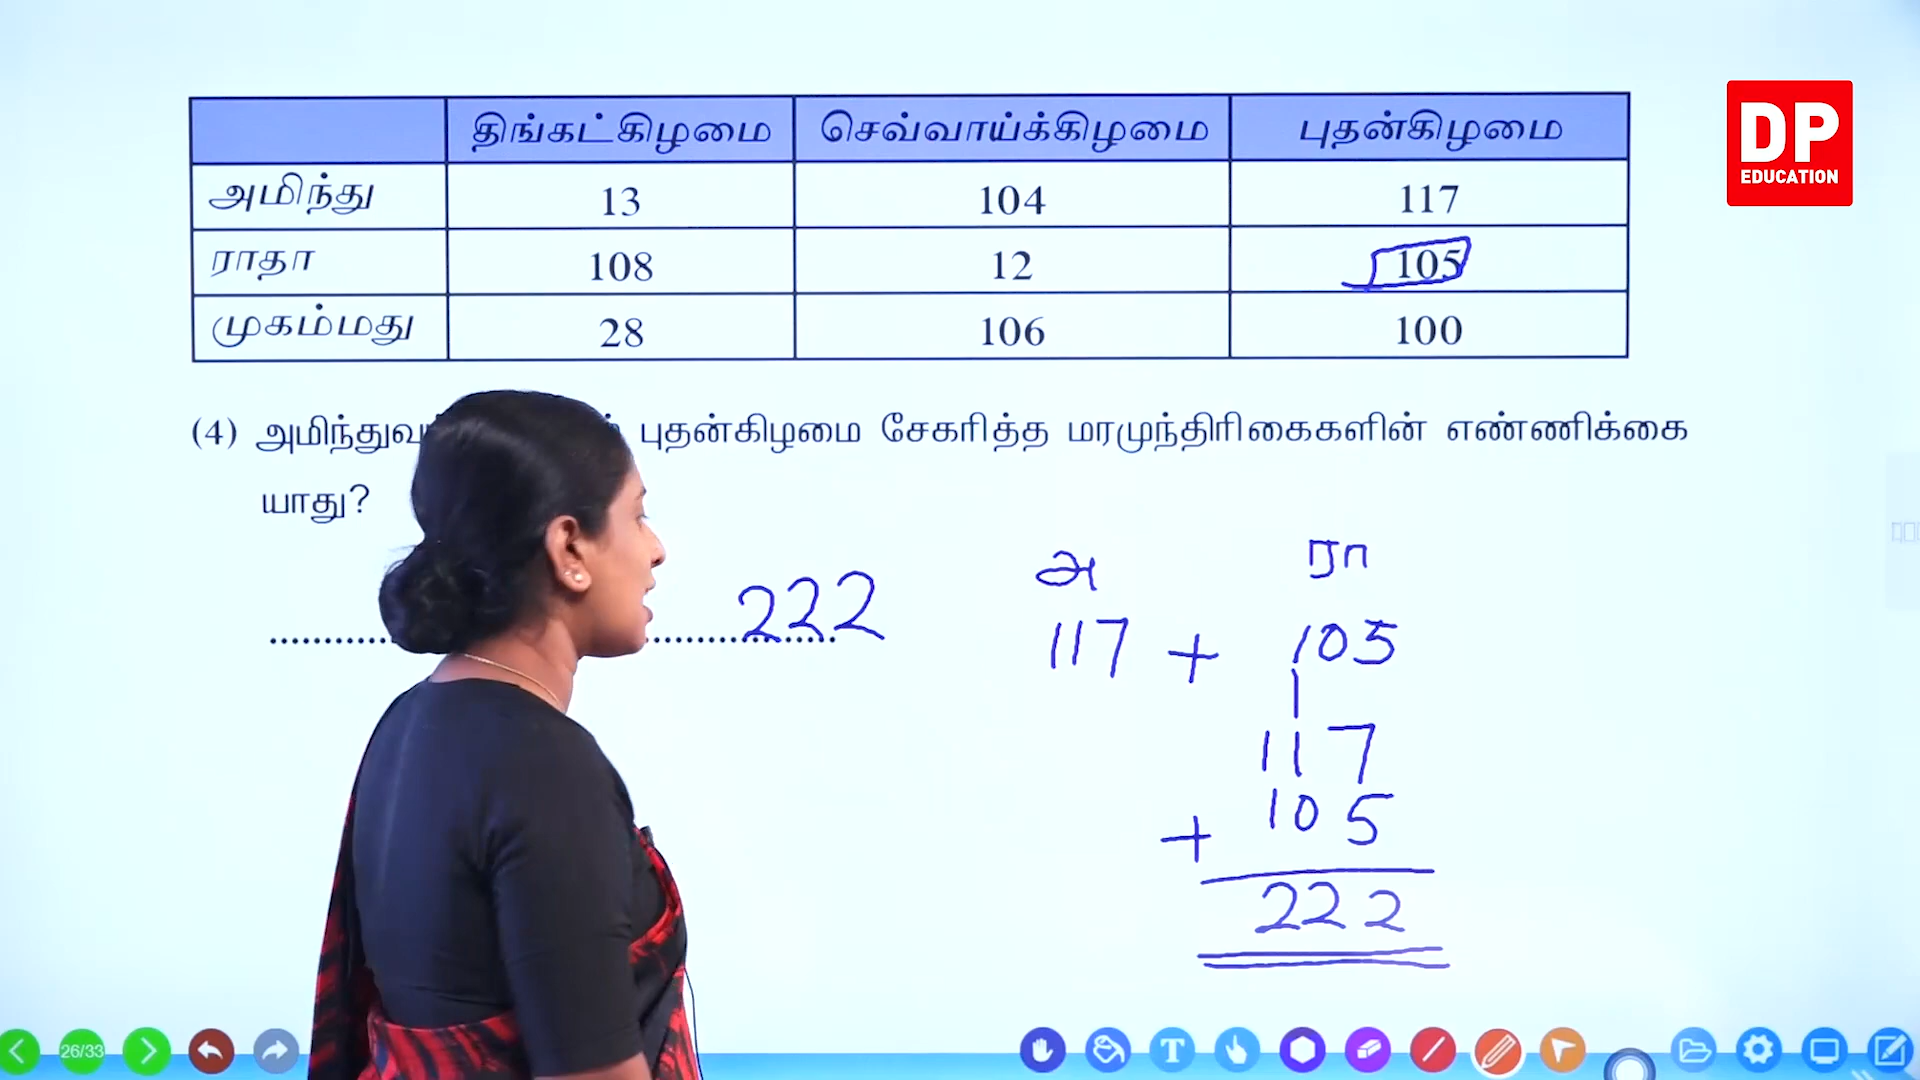 DP
EDUCATION
திங்கட்கிழமை செவ்வாய்க்கிழமை புதன்கிழமை
அமிந்து 13 104 117
ராதா 108 12 105
முகம்மது 28 106 100
(4) புதன்கிழமை சேகரித்த மரமுந்திரிகைகளின் எண்ணிக்கை
யாது?
அ ரா
222
117 + 105
1
117
+ 105
222
26/33
T